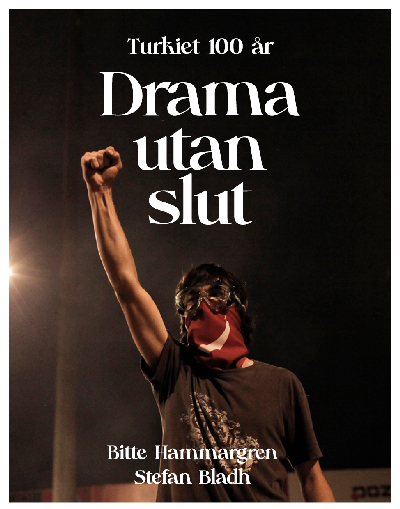 Turkiet 100 år
Drama
utan
slut
Bitte Hammargren
Stefan Bladh